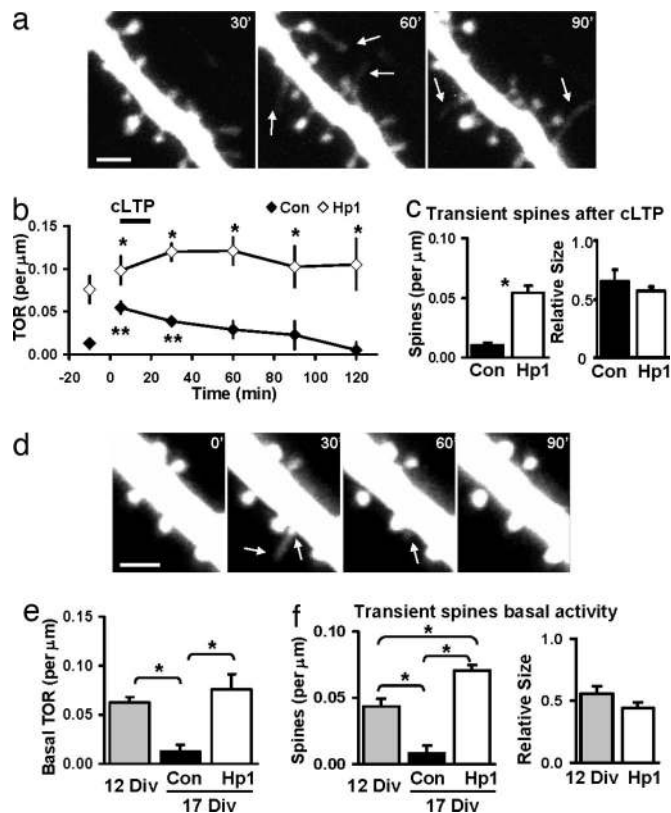 a
30'
60'
90'
b
cLTP
Con
Hp1
TOR (per µm)
0.15
0.10
0.05
0.00
*
*
*
*
*
**
**
-20
0
20
40
60
80
100
120
Time (min)
c
Transient spines after cLTP
Spines (per µm)
0.10
0.05
0.00
*
Con
Hp1
Relative Size
1.0
0.5
0
Con
Hp1
d
0'
30'
60'
90'
e
Basal TOR (per µm)
0.15
0.10
0.05
0.00
*
*
12 Div
Con
Hp1
17 Div
f
Transient spines basal activity
Spines (per µm)
0.10
0.05
0.00
*
*
*
12 Div
Con
Hp1
17 Div
Relative Size
1.0
0.5
0
12 Div
Hp1